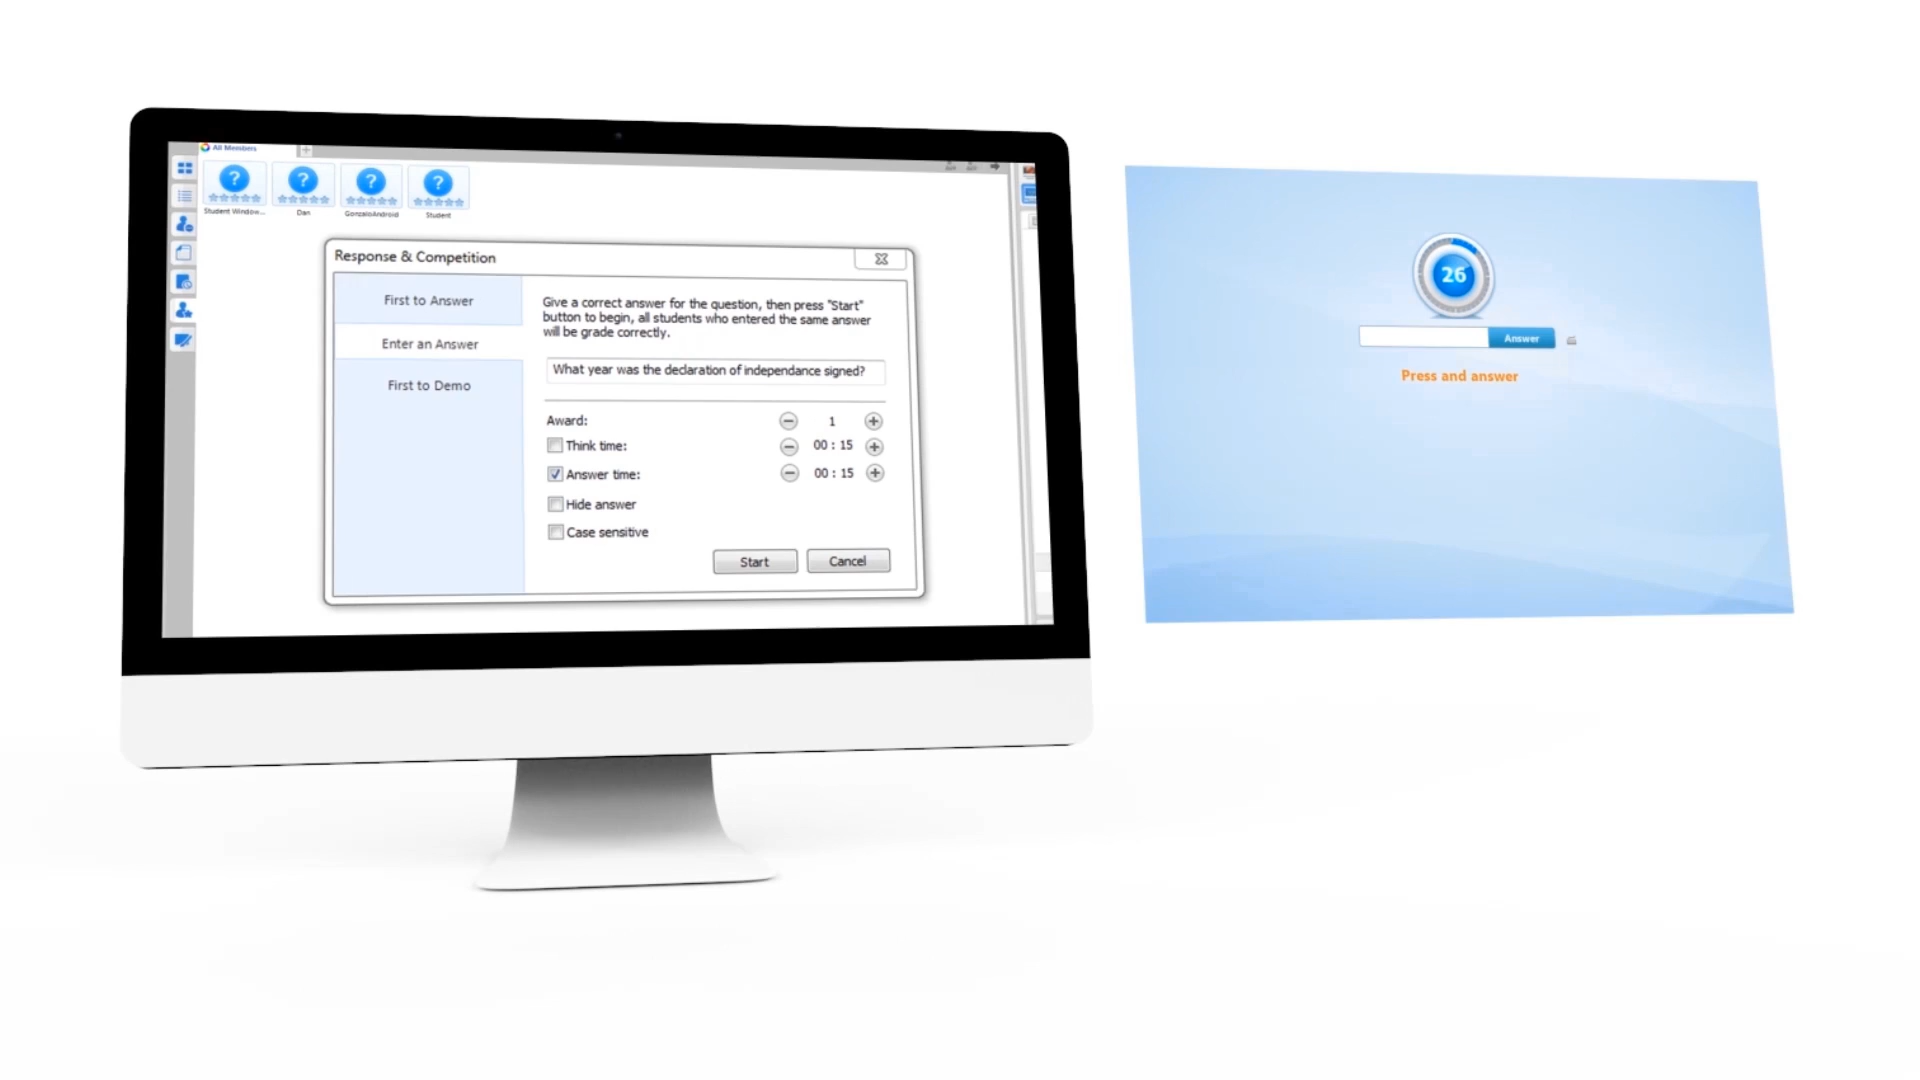 All Members
Student Window...
Dan
GonzaloAndroid
Student
Response & Competition
First to Answer
Enter an Answer
First to Demo
Give a correct answer for the question, then press "Start"
button to begin, all students who entered the same answer
will be grade correctly.
What year was the declaration of independance signed?
Award:
1
Think time:
00 : 15
Answer time:
00 : 15
Hide answer
Case sensitive
Start
Cancel
26
Answer
Press and answer